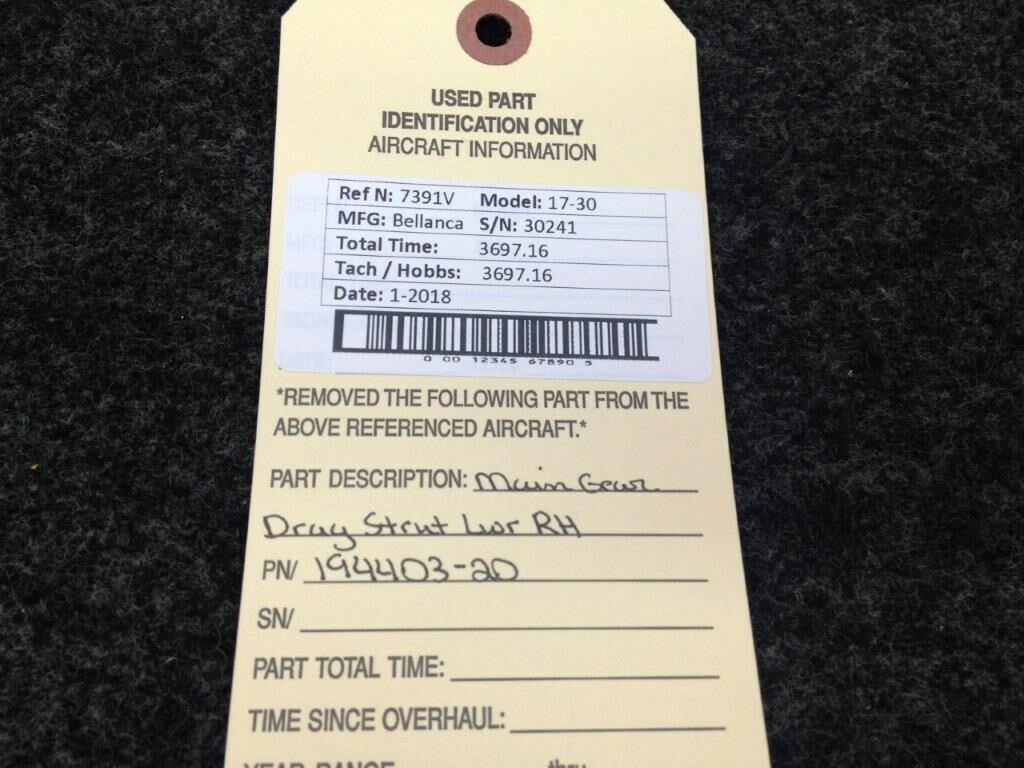 USED PART
IDENTIFICATION ONLY
AIRCRAFT INFORMATION
Ref N: 7391V Model: 17-30
MFG: Bellanca S/N: 30241
Total Time: 3697.16
Tach / Hobbs: 3697.16
Date: 1-2018
0 00 12345 67890 5
*REMOVED THE FOLLOWING PART FROM THE
ABOVE REFERENCED AIRCRAFT.*
PART DESCRIPTION: Main Gear
Drag Strut Lwr RH
PN/ 194403-20
SN/
PART TOTAL TIME:
TIME SINCE OVERHAUL:
YEAR RANGE thru